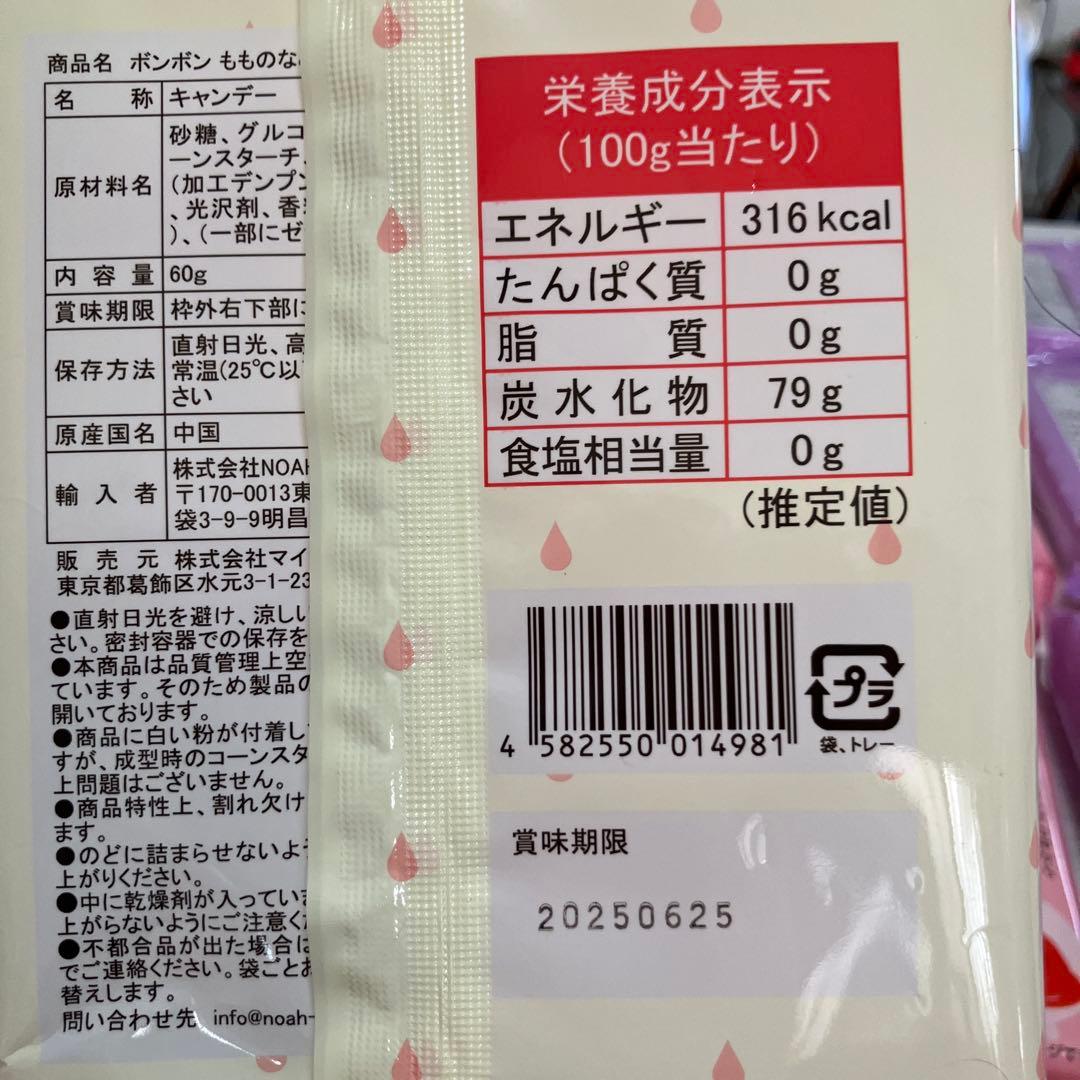 商品名 ボンボン もものな
名称 キャンデー
原材料名 砂糖、グルコ
ーンスターチ、
(加工デンプン
、光沢剤、香
)、(一部にゼ
内容量 60g
賞味期限 枠外右下部に
保存方法 直射日光、高
常温(25℃以
さい
原産国名 中国
輸入者 株式会社NOAH
〒170-0013東
袋3-9-9明昌
販売元 株式会社マイ
東京都葛飾区水元3-1-23
●直射日光を避け、涼しい
さい。密封容器での保存を
●本商品は品質管理上空
ています。そのため製品の
開いております。
●商品に白い粉が付着し
すが、成型時のコーンスタ
上問題はございません。
●商品特性上、割れ欠け
ます。
●のどに詰まらせないよう
上がりください。
●中に乾燥剤が入っていま
上がらないようにご注意くだ
●不都合品が出た場合は
でご連絡ください。袋ごとお
替えします。
問い合わせ先 info@noah-
栄養成分表示
(100g当たり)
エネルギー 316kcal
たんぱく質 0g
脂質 0g
炭水化物 79g
食塩相当量 0g
(推定値)
4 582550 014981
プラ
袋、トレー
賞味期限
20250625